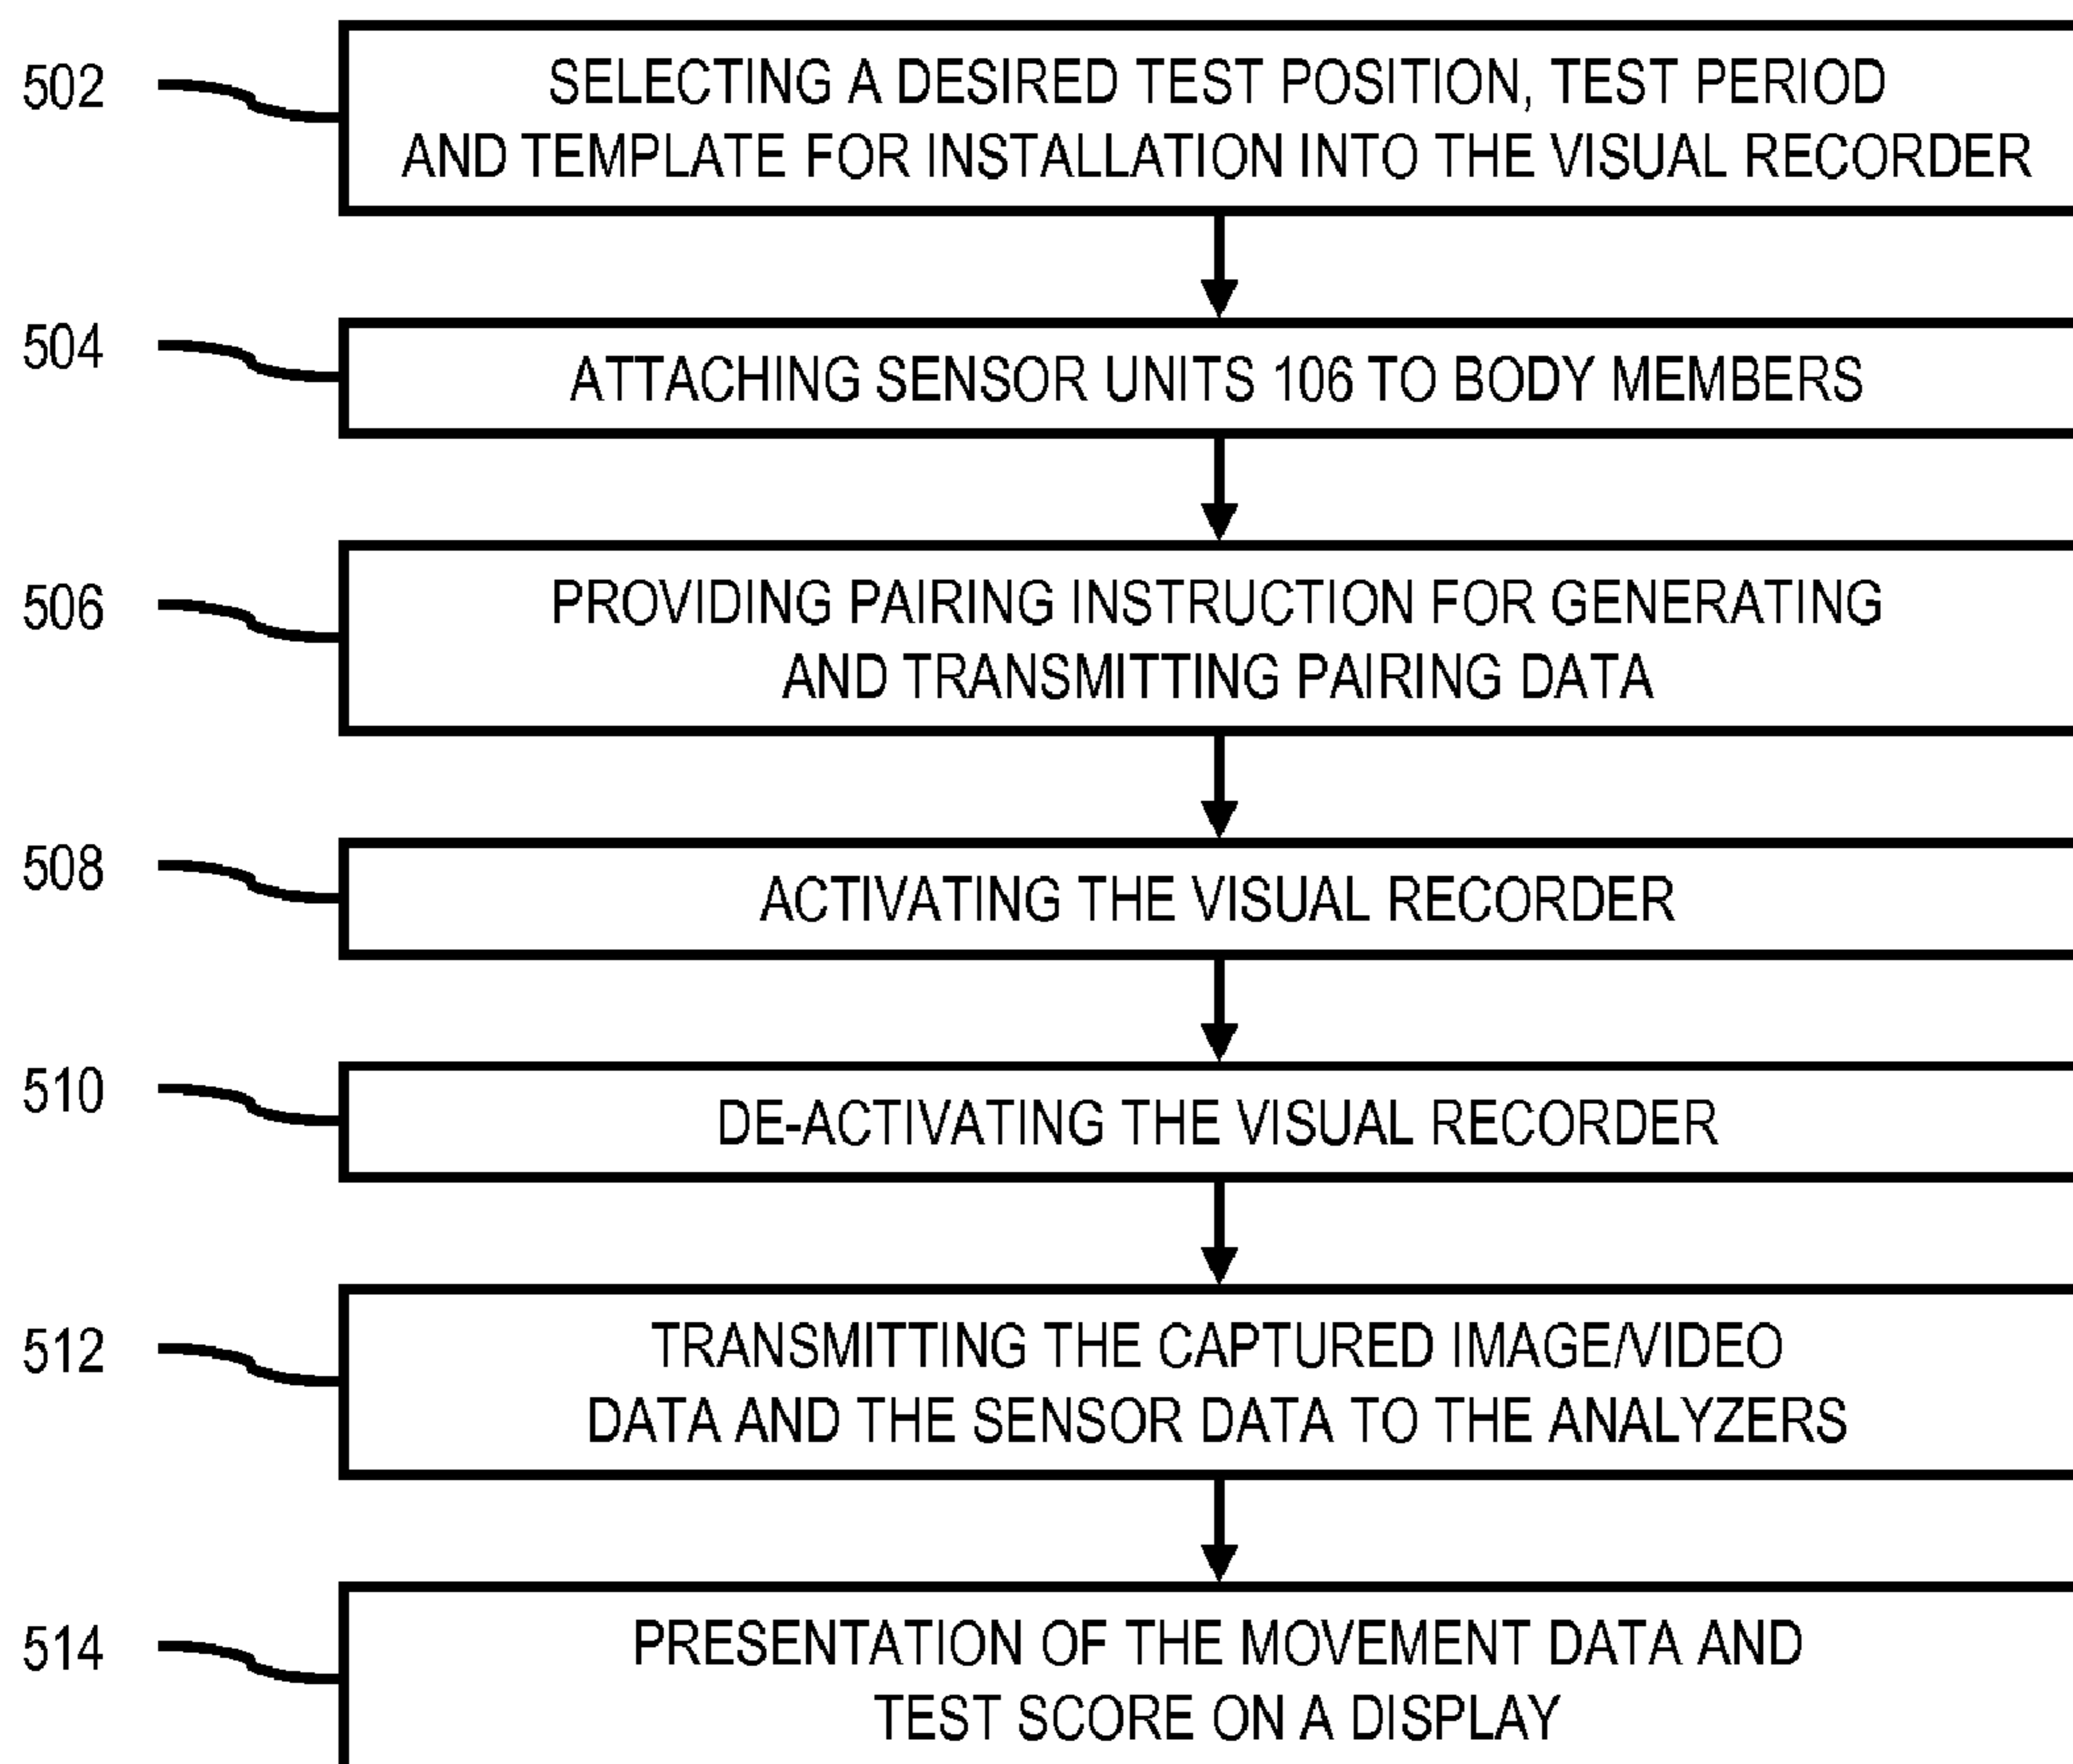 502
SELECTING A DESIRED TEST POSITION, TEST PERIOD
AND TEMPLATE FOR INSTALLATION INTO THE VISUAL RECORDER
504
ATTACHING SENSOR UNITS 106 TO BODY MEMBERS
506
PROVIDING PAIRING INSTRUCTION FOR GENERATING
AND TRANSMITTING PAIRING DATA
508
ACTIVATING THE VISUAL RECORDER
510
DE-ACTIVATING THE VISUAL RECORDER
512
TRANSMITTING THE CAPTURED IMAGE/VIDEO
DATA AND THE SENSOR DATA TO THE ANALYZERS
514
PRESENTATION OF THE MOVEMENT DATA AND
TEST SCORE ON A DISPLAY